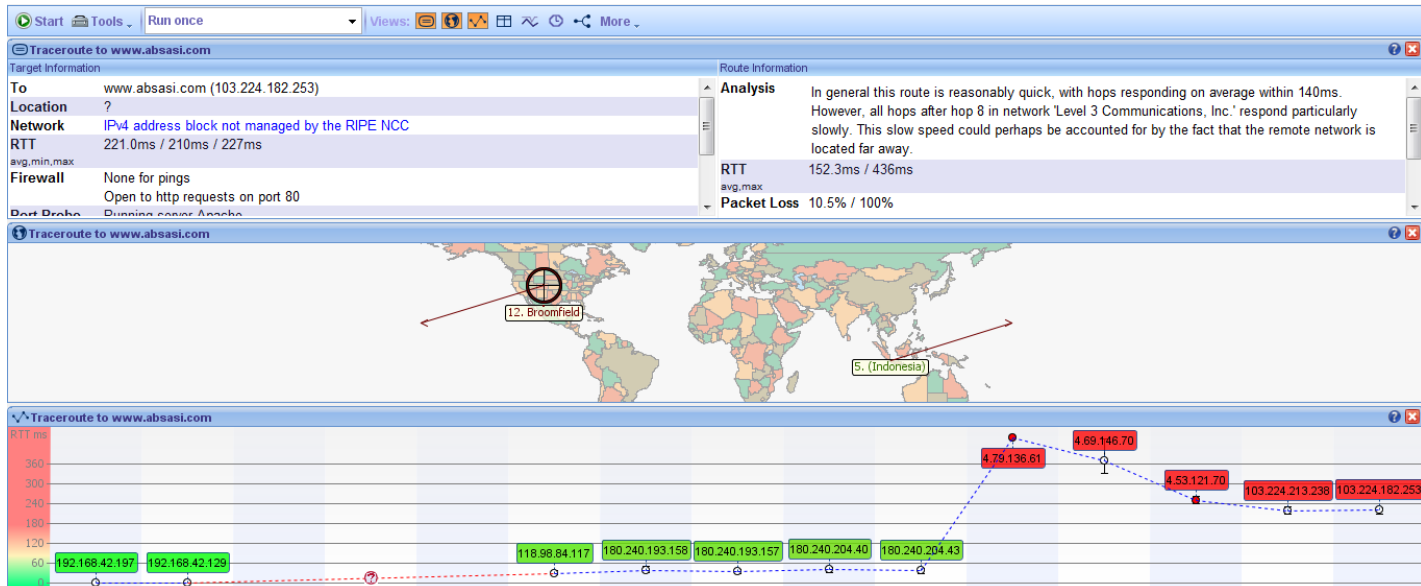 Start Tools Run once Views: More
Traceroute to www.absasi.com
Target Information Route Information
To www.absasi.com (103.224.182.253)
Location ?
Network IPv4 address block not managed by the RIPE NCC
RTT 221.0ms / 210ms / 227ms
avg,min,max
Firewall None for pings
Open to http requests on port 80
Port Probe Running server Apache
Analysis In general this route is reasonably quick, with hops responding on average within 140ms.
However, all hops after hop 8 in network 'Level 3 Communications, Inc.' respond particularly
slowly. This slow speed could perhaps be accounted for by the fact that the remote network is
located far away.
RTT 152.3ms / 436ms
avg,max
Packet Loss 10.5% / 100%
Traceroute to www.absasi.com
12. Broomfield
5. (Indonesia)
Traceroute to www.absasi.com
RTT ms
360
300
240
180
120
60
0
192.168.42.197
192.168.42.129
?
118.98.84.117
180.240.193.158
180.240.193.157
180.240.204.40
180.240.204.43
4.79.136.61
4.69.146.70
4.53.121.70
103.224.213.238
103.224.182.253